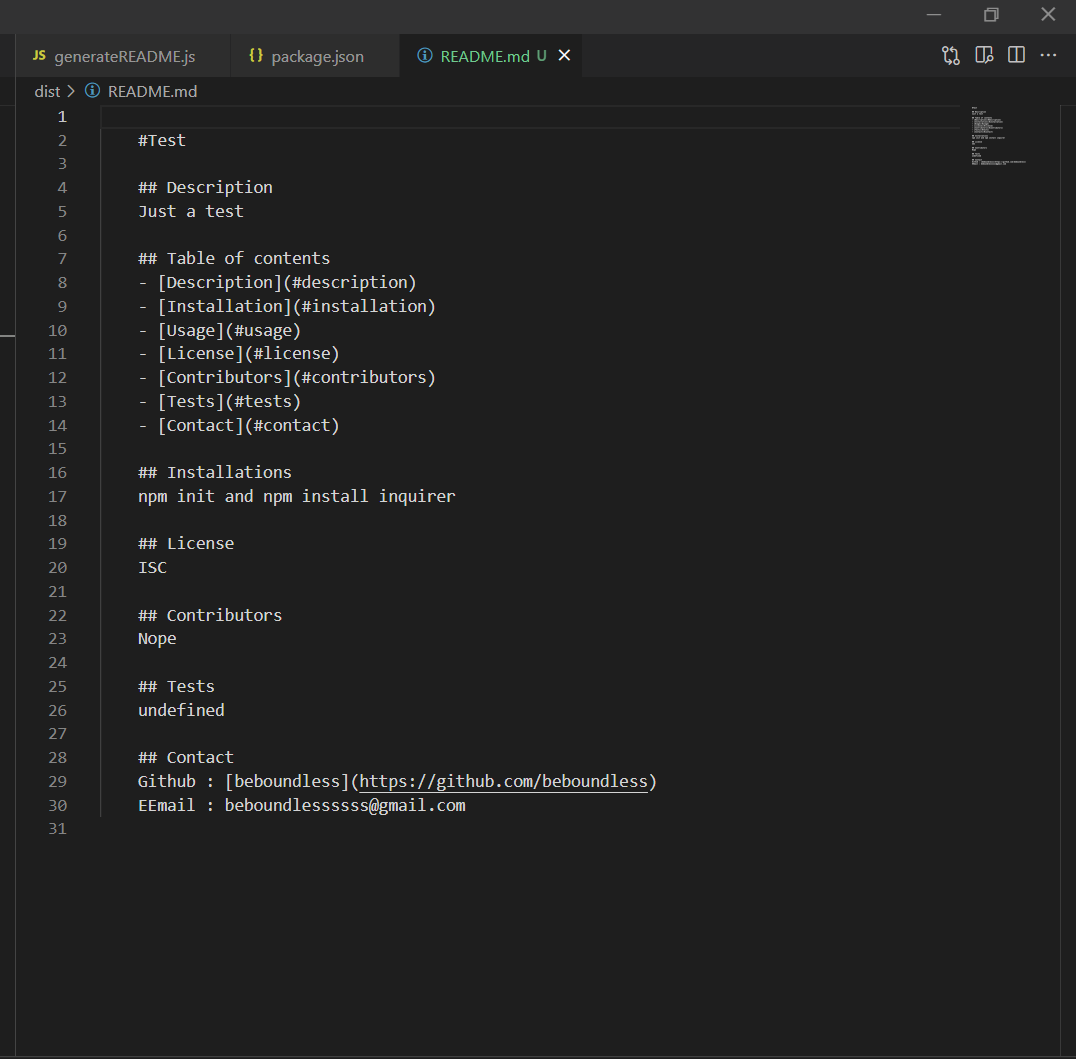 JS generateREADME.js {} package.json README.md U
dist > README.md
1
2 #Test
3
4 ## Description
5 Just a test
6
7 ## Table of contents
8 - [Description](#description)
9 - [Installation](#installation)
10 - [Usage](#usage)
11 - [License](#license)
12 - [Contributors](#contributors)
13 - [Tests](#tests)
14 - [Contact](#contact)
15
16 ## Installations
17 npm init and npm install inquirer
18
19 ## License
20 ISC
21
22 ## Contributors
23 Nope
24
25 ## Tests
26 undefined
27
28 ## Contact
29 Github : [beboundless](https://github.com/beboundless)
30 EEmail : beboundlessssss@gmail.com
31